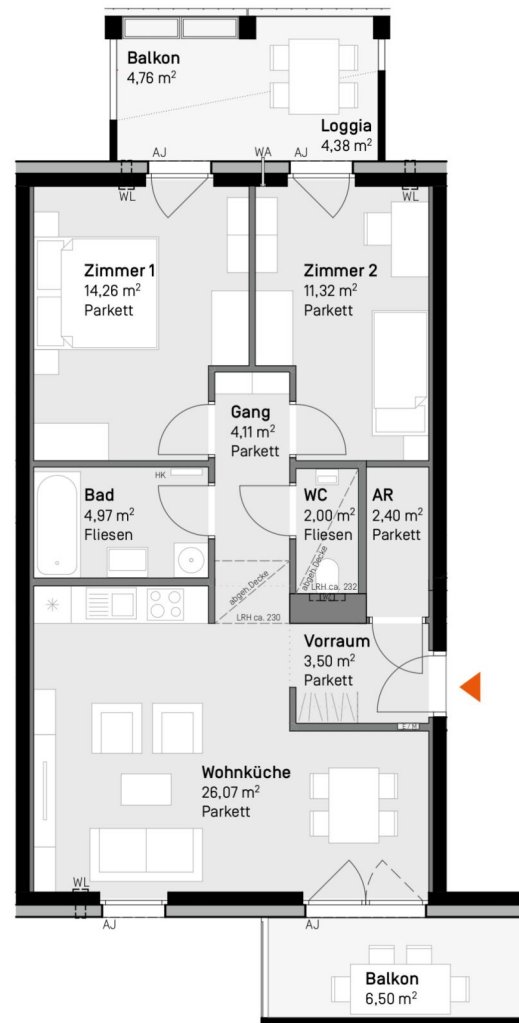 Balkon
4,76 m²
Loggia
4,38 m²
AJ
WA
AJ
WL
WL
Zimmer 1
14,26 m²
Parkett
Zimmer 2
11,32 m²
Parkett
Gang
4,11 m²
Parkett
HK
Bad
4,97 m²
Fliesen
WC
2,00 m²
Fliesen
AR
2,40 m²
Parkett
abgeh. Decke
abgeh. Decke
LRH ca. 232
LRH ca. 230
Vorraum
3,50 m²
Parkett
Wohnküche
26,07 m²
Parkett
WL
AJ
AJ
Balkon
6,50 m²